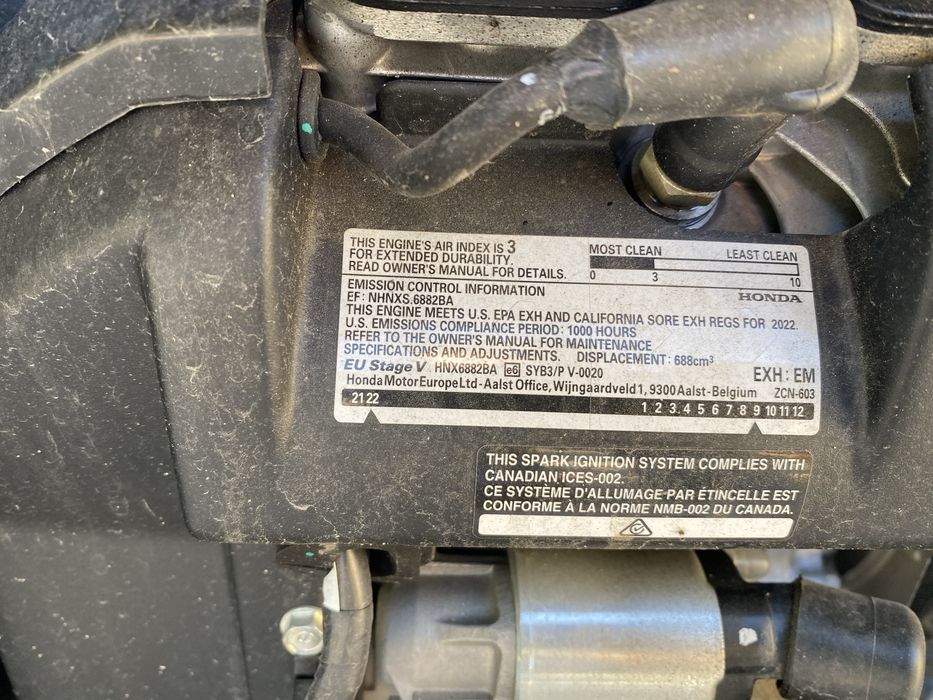 THIS ENGINE'S AIR INDEX IS 3
FOR EXTENDED DURABILITY.
READ OWNER'S MANUAL FOR DETAILS.
MOST CLEAN LEAST CLEAN
0 3 10
EMISSION CONTROL INFORMATION
HONDA
EF: NHNXS.6882BA
THIS ENGINE MEETS U.S. EPA EXH AND CALIFORNIA SORE EXH REGS FOR 2022.
U.S. EMISSIONS COMPLIANCE PERIOD: 1000 HOURS
REFER TO THE OWNER'S MANUAL FOR MAINTENANCE
SPECIFICATIONS AND ADJUSTMENTS. DISPLACEMENT: 688cm³
EU Stage V HNX6882BA e6 SYB3/P V-0020 EXH: EM
Honda Motor Europe Ltd - Aalst Office, Wijngaardveld 1, 9300 Aalst - Belgium ZCN-603
21 22 1 2 3 4 5 6 7 8 9 10 11 12
THIS SPARK IGNITION SYSTEM COMPLIES WITH
CANADIAN ICES-002.
CE SYSTÈME D'ALLUMAGE PAR ÉTINCELLE EST
CONFORME À LA NORME NMB-002 DU CANADA.